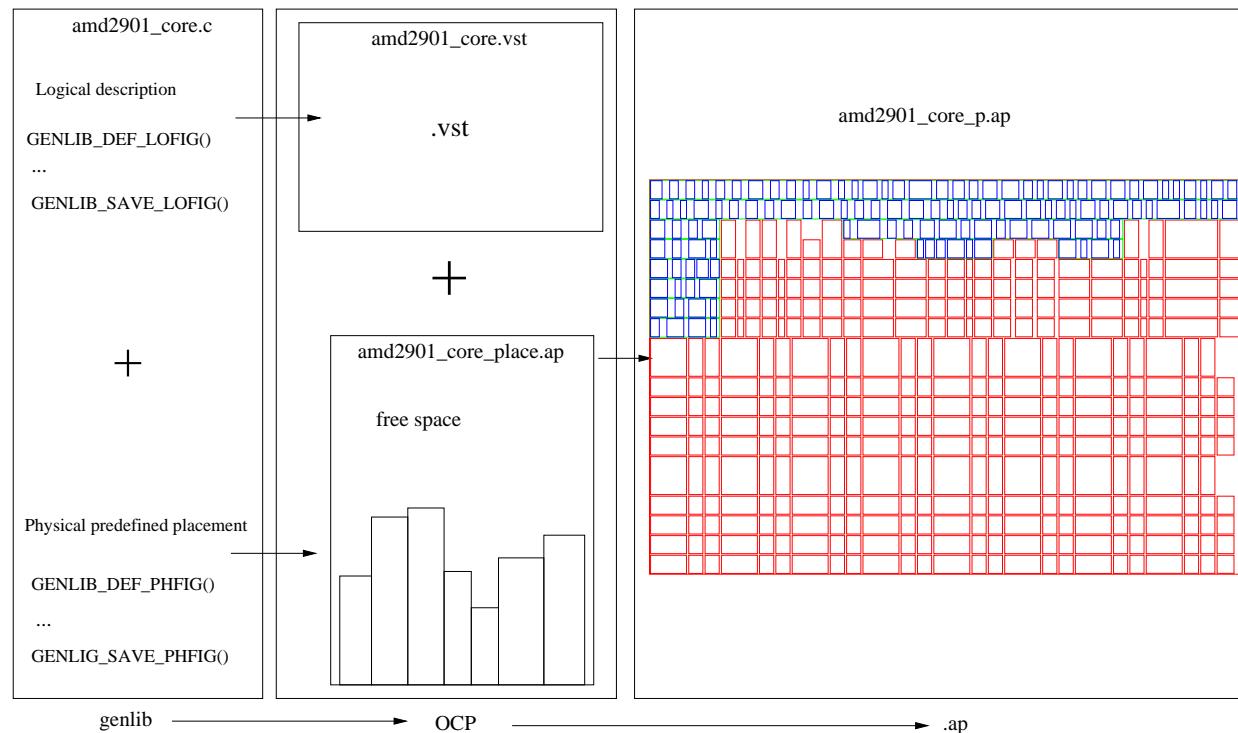 amd2901_core.c
Logical description
GENLIB_DEF_LOFIG()
...
GENLIB_SAVE_LOFIG()
+
Physical predefined placement
GENLIB_DEF_PHFIG()
...
GENLIG_SAVE_PHFIG()
amd2901_core.vst
.vst
+
amd2901_core_place.ap
free space
amd2901_core_p.ap
genlib
OCP
.ap